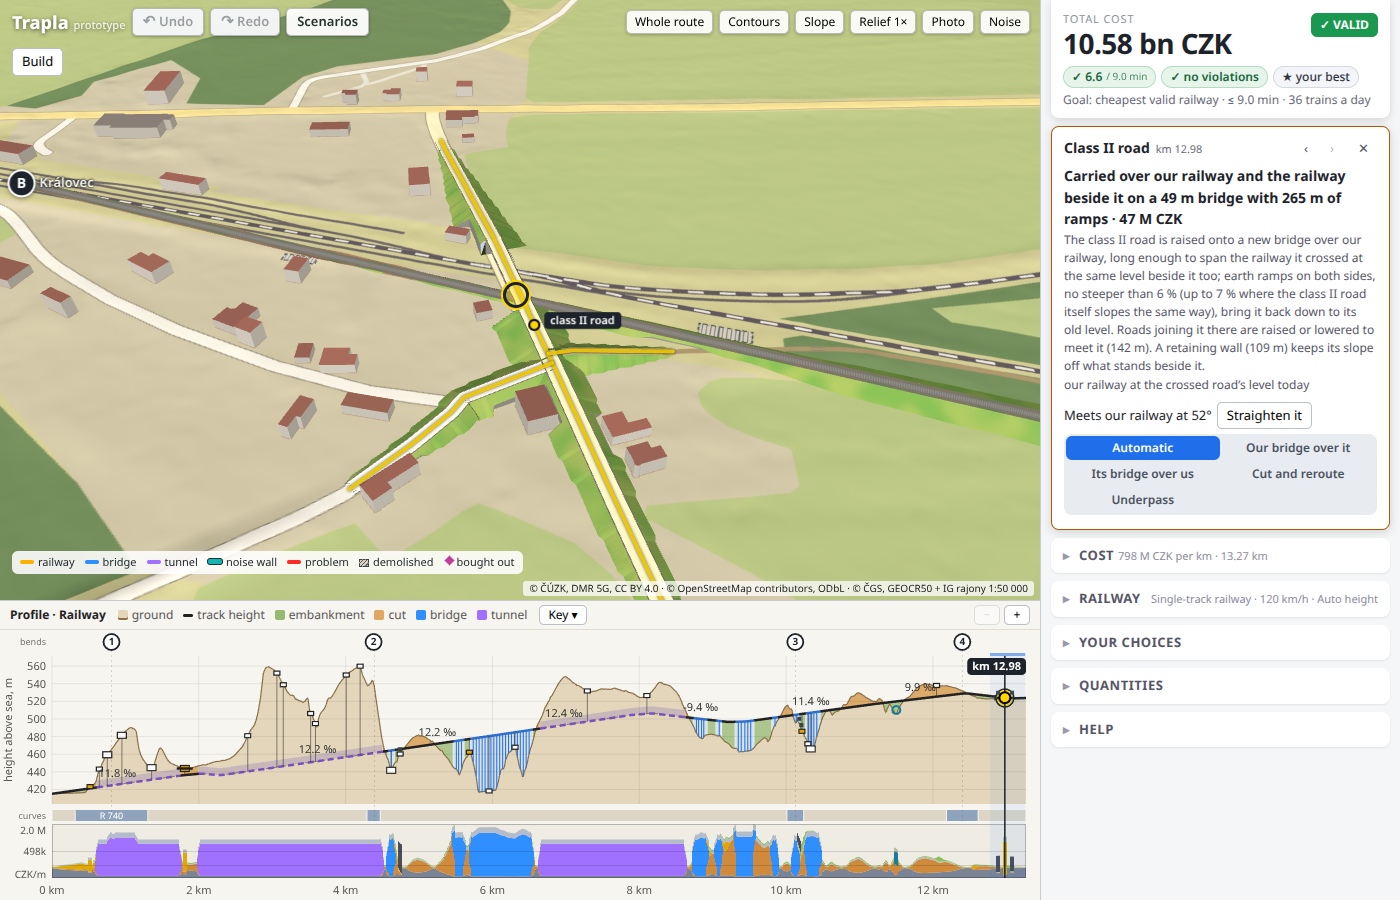 Trapla prototype
↶ Undo
↷ Redo
Scenarios
Whole route
Contours
Slope
Relief 1×
Photo
Noise
Build
B Královec
class II road
railway
bridge
tunnel
noise wall
problem
demolished
bought out
© ČÚZK, DMR 5G, CC BY 4.0 · © OpenStreetMap contributors, ODbL · © ČGS, GEOCR50 + IG rajony 1:50 000
TOTAL COST
10.58 bn CZK
✓ VALID
✓ 6.6 / 9.0 min
✓ no violations
★ your best
Goal: cheapest valid railway · ≤ 9.0 min · 36 trains a day
Class II road km 12.98
‹ › ✕
Carried over our railway and the railway
beside it on a 49 m bridge with 265 m of
ramps · 47 M CZK
The class II road is raised onto a new bridge over our
railway, long enough to span the railway it crossed at
the same level beside it too; earth ramps on both sides,
no steeper than 6 % (up to 7 % where the class II road
itself slopes the same way), bring it back down to its
old level. Roads joining it there are raised or lowered to
meet it (142 m). A retaining wall (109 m) keeps its slope
off what stands beside it.
our railway at the crossed road's level today
Meets our railway at 52°
Straighten it
Automatic
Our bridge over it
Its bridge over us
Cut and reroute
Underpass
▸ COST 798 M CZK per km · 13.27 km
▸ RAILWAY Single-track railway · 120 km/h · Auto height
▸ YOUR CHOICES
▸ QUANTITIES
▸ HELP
Profile · Railway
ground
track height
embankment
cut
bridge
tunnel
Key ▾
−
+
bends
1
2
3
4
km 12.98
height above sea, m
560
540
520
500
480
460
440
420
11.8 ‰
12.2 ‰
12.2 ‰
12.4 ‰
9.4 ‰
11.4 ‰
9.9 ‰
curves
R 740
2.0 M
498k
CZK/m
0 km
2 km
4 km
6 km
8 km
10 km
12 km